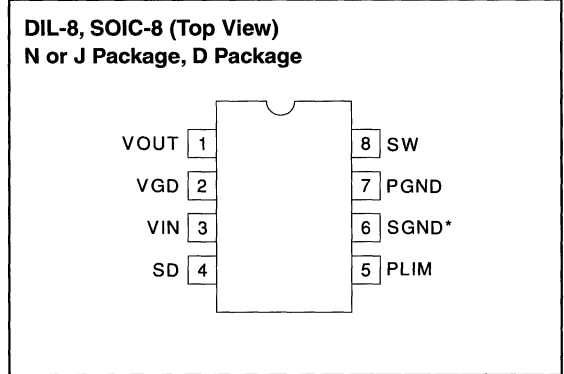 DIL-8, SOIC-8 (Top View)
N or J Package, D Package
VOUT 1 8 SW
VGD 2 7 PGND
VIN 3 6 SGND*
SD 4 5 PLIM